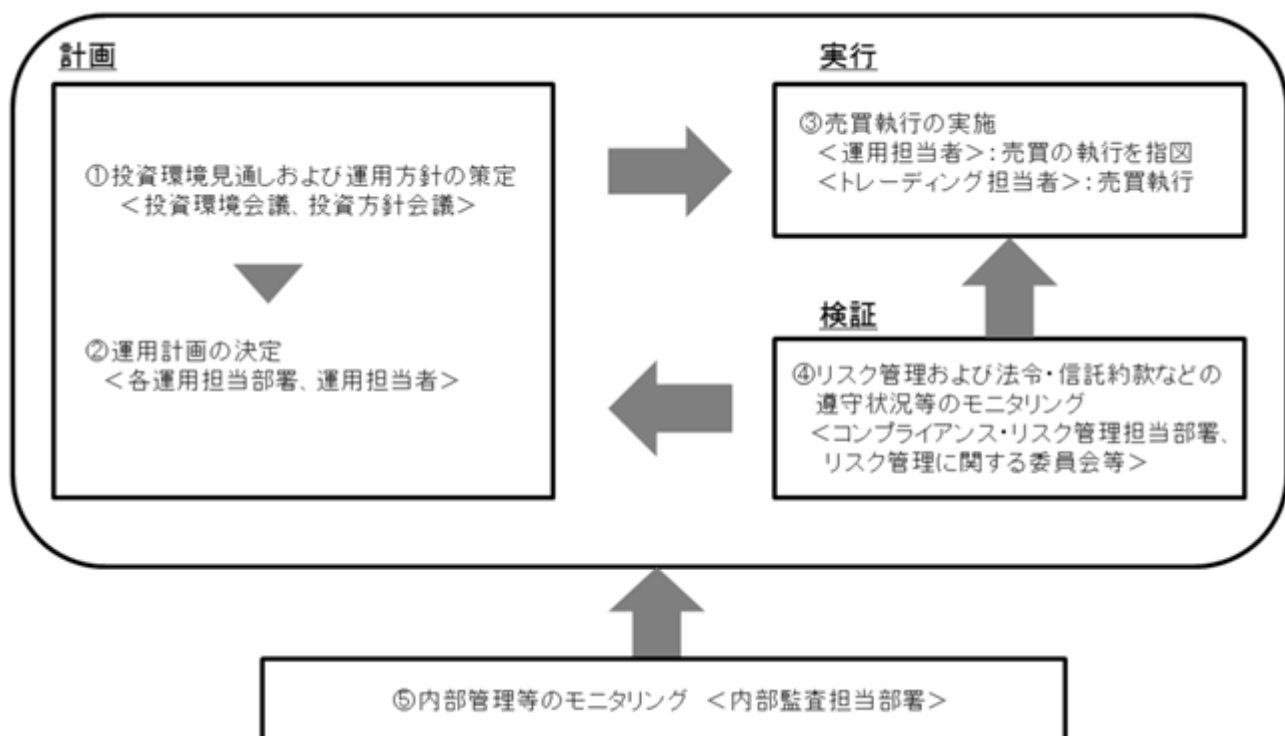 計画
①投資環境見通しおよび運用方針の策定
＜投資環境会議、投資方針会議＞
②運用計画の決定
＜各運用担当部署、運用担当者＞
実行
③売買執行の実施
＜運用担当者＞：売買の執行を指図
＜トレーディング担当者＞：売買執行
検証
④リスク管理および法令・信託約款などの
遵守状況等のモニタリング
＜コンプライアンス・リスク管理担当部署、
リスク管理に関する委員会等＞
⑤内部管理等のモニタリング ＜内部監査担当部署＞